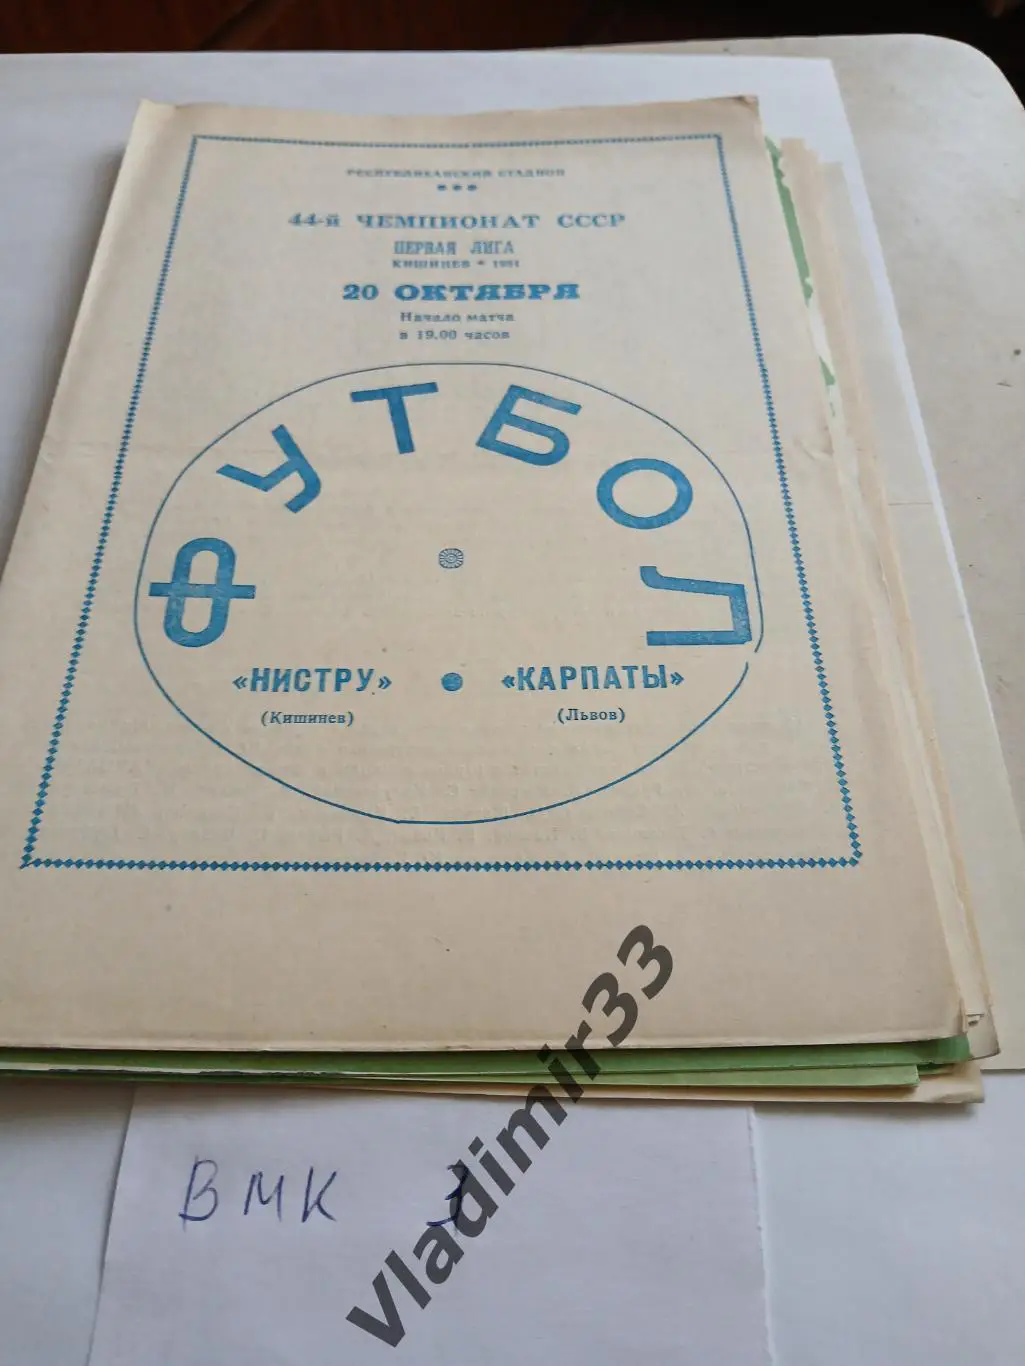 РЕСПУБЛИКАНСКИЙ СТАДИОН
44-й ЧЕМПИОНАТ СССР
ПЕРВАЯ ЛИГА
КИШИНЕВ * 1981
20 ОКТЯБРЯ
Начало матча
в 19.00 часов
ФУТБОЛ
«НИСТРУ» ● «КАРПАТЫ»
(Кишинев) (Львов)
ВМК
Vladimir33